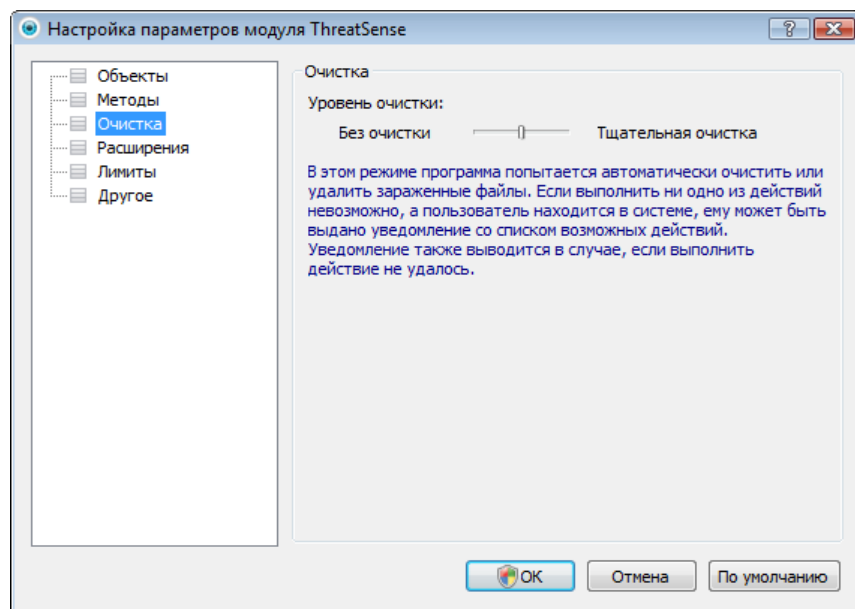 Настройка параметров модуля ThreatSense
Объекты
Методы
Очистка
Расширения
Лимиты
Другое
Очистка
Уровень очистки:
Без очистки
Тщательная очистка
В этом режиме программа попытается автоматически очистить или
удалить зараженные файлы. Если выполнить ни одно из действий
невозможно, а пользователь находится в системе, ему может быть
выдано уведомление со списком возможных действий.
Уведомление также выводится в случае, если выполнить
действие не удалось.
OK
Отмена
По умолчанию